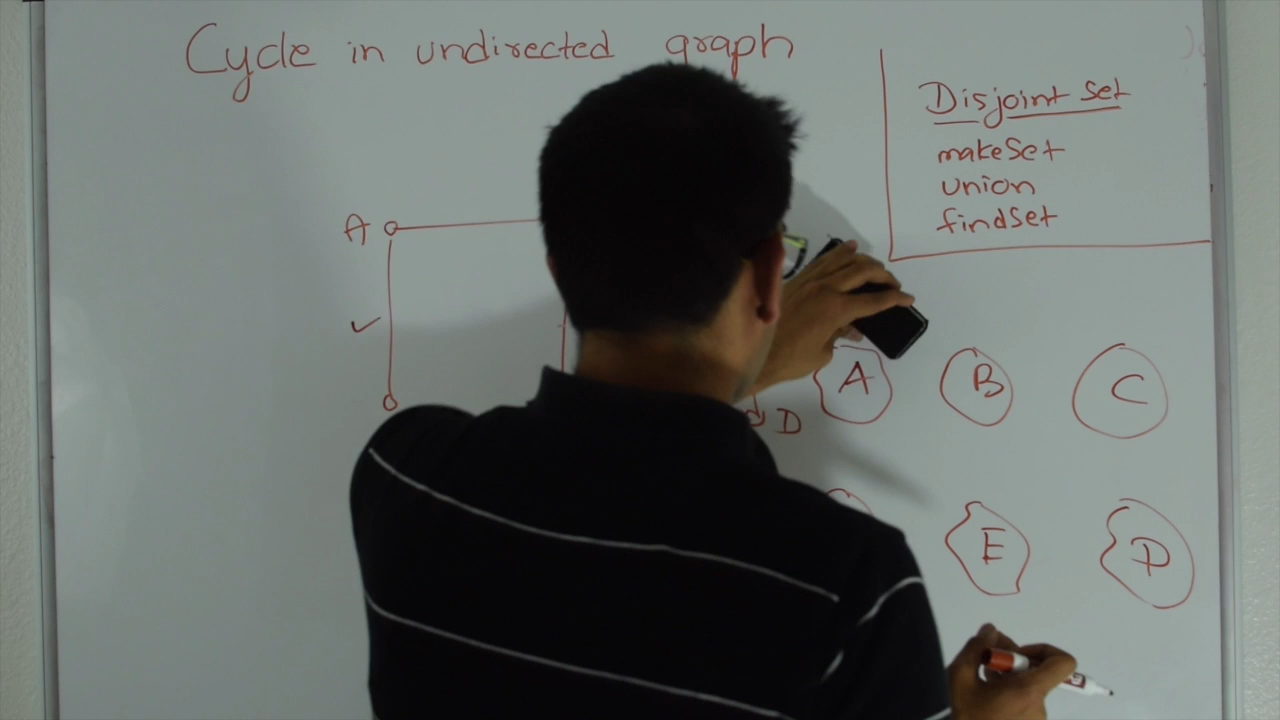 Cycle in undirected graph
Disjoint Set
makeSet
union
findSet
A
✓
D
A B C
E D